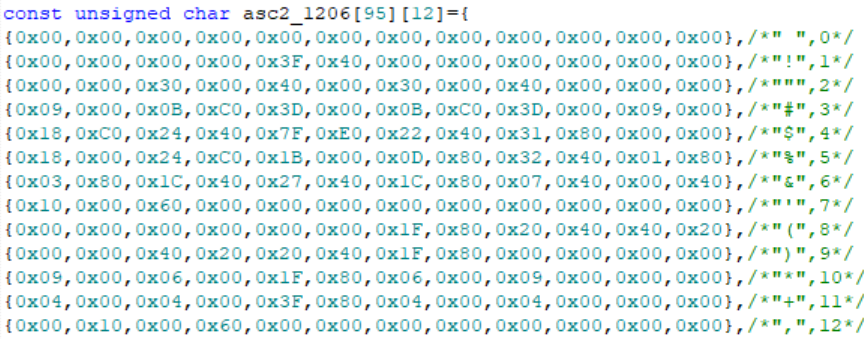 const unsigned char asc2_1206[95][12]={
{0x00,0x00,0x00,0x00,0x00,0x00,0x00,0x00,0x00,0x00,0x00,0x00},/*" ",0*/
{0x00,0x00,0x00,0x00,0x3F,0x40,0x00,0x00,0x00,0x00,0x00,0x00},/*"!",1*/
{0x00,0x00,0x30,0x00,0x40,0x00,0x30,0x00,0x40,0x00,0x00,0x00},/*""",2*/
{0x09,0x00,0x0B,0xC0,0x3D,0x00,0x0B,0xC0,0x3D,0x00,0x09,0x00},/*"#",3*/
{0x18,0xC0,0x24,0x40,0x7F,0xE0,0x22,0x40,0x31,0x80,0x00,0x00},/*"$",4*/
{0x18,0x00,0x24,0xC0,0x1B,0x00,0x0D,0x80,0x32,0x40,0x01,0x80},/*"%",5*/
{0x03,0x80,0x1C,0x40,0x27,0x40,0x1C,0x80,0x07,0x40,0x00,0x40},/*"&",6*/
{0x10,0x00,0x60,0x00,0x00,0x00,0x00,0x00,0x00,0x00,0x00,0x00},/*"'",7*/
{0x00,0x00,0x00,0x00,0x00,0x00,0x1F,0x80,0x20,0x40,0x40,0x20},/*"(",8*/
{0x00,0x00,0x40,0x20,0x20,0x40,0x1F,0x80,0x00,0x00,0x00,0x00},/*")",9*/
{0x09,0x00,0x06,0x00,0x1F,0x80,0x06,0x00,0x09,0x00,0x00,0x00},/*"*",10*/
{0x04,0x00,0x04,0x00,0x3F,0x80,0x04,0x00,0x04,0x00,0x00,0x00},/*"+",11*/
{0x00,0x10,0x00,0x60,0x00,0x00,0x00,0x00,0x00,0x00,0x00,0x00},/*",",12*/